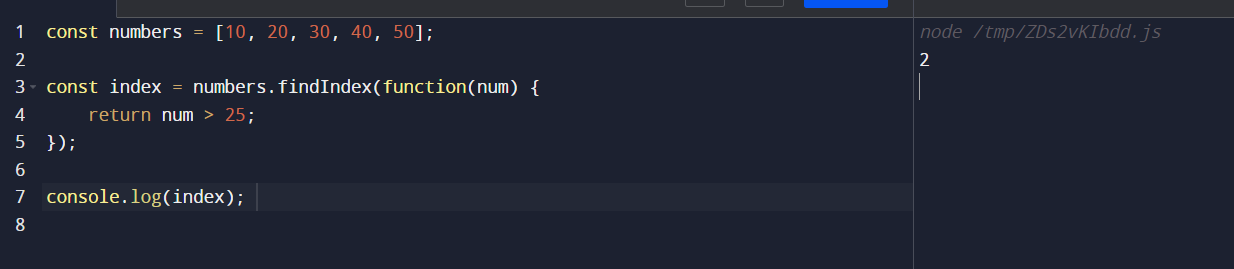 1 const numbers = [10, 20, 30, 40, 50];
2
3 const index = numbers.findIndex(function(num) {
4     return num > 25;
5 });
6
7 console.log(index);
8
node /tmp/ZDs2vKIbdd.js
2